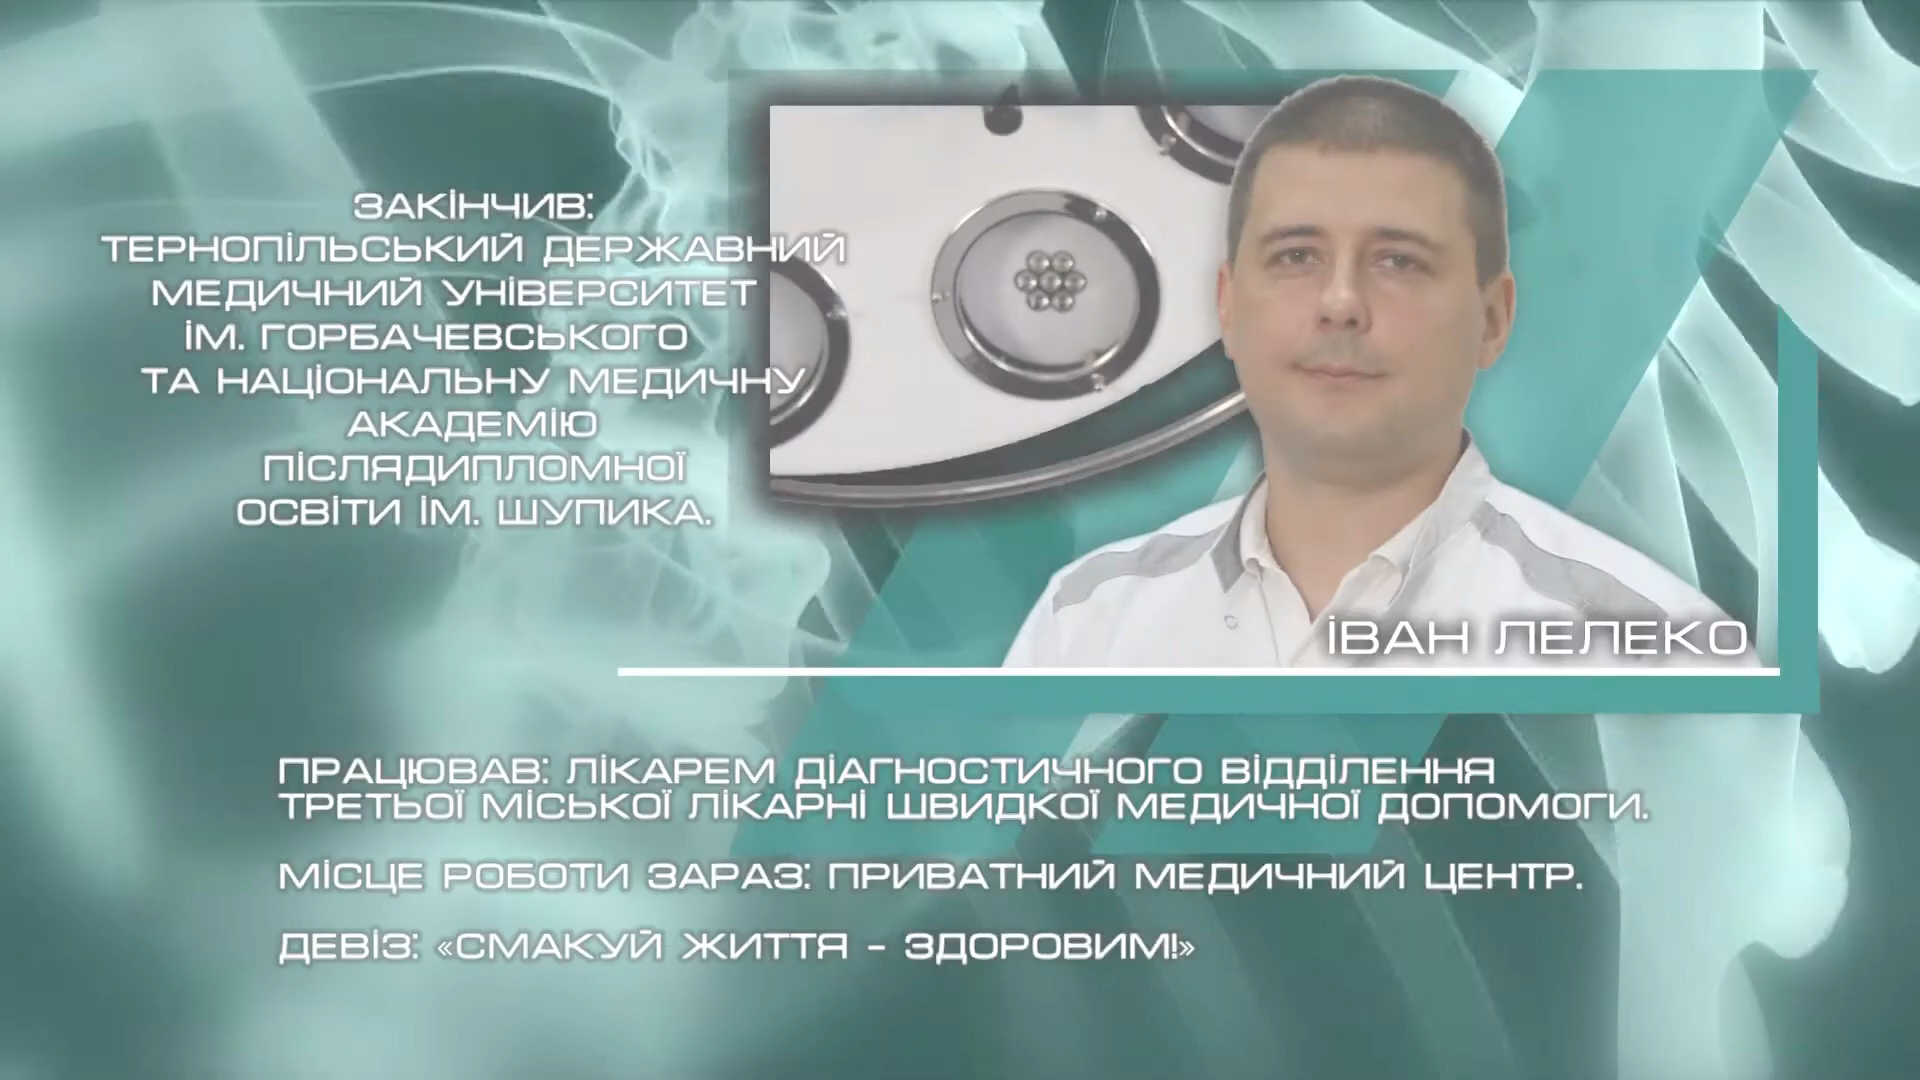 ЗАКІНЧИВ:
ТЕРНОПІЛЬСЬКИЙ ДЕРЖАВНИЙ
МЕДИЧНИЙ УНІВЕРСИТЕТ
ІМ. ГОРБАЧЕВСЬКОГО
ТА НАЦІОНАЛЬНУ МЕДИЧНУ
АКАДЕМІЮ
ПІСЛЯДИПЛОМНОЇ
ОСВІТИ ІМ. ШУПИКА.
ІВАН ЛЕЛЕКО
ПРАЦЮВАВ: ЛІКАРЕМ ДІАГНОСТИЧНОГО ВІДДІЛЕННЯ
ТРЕТЬОЇ МІСЬКОЇ ЛІКАРНІ ШВИДКОЇ МЕДИЧНОЇ ДОПОМОГИ.
МІСЦЕ РОБОТИ ЗАРАЗ: ПРИВАТНИЙ МЕДИЧНИЙ ЦЕНТР.
ДЕВІЗ: «СМАКУЙ ЖИТТЯ - ЗДОРОВИМ!»